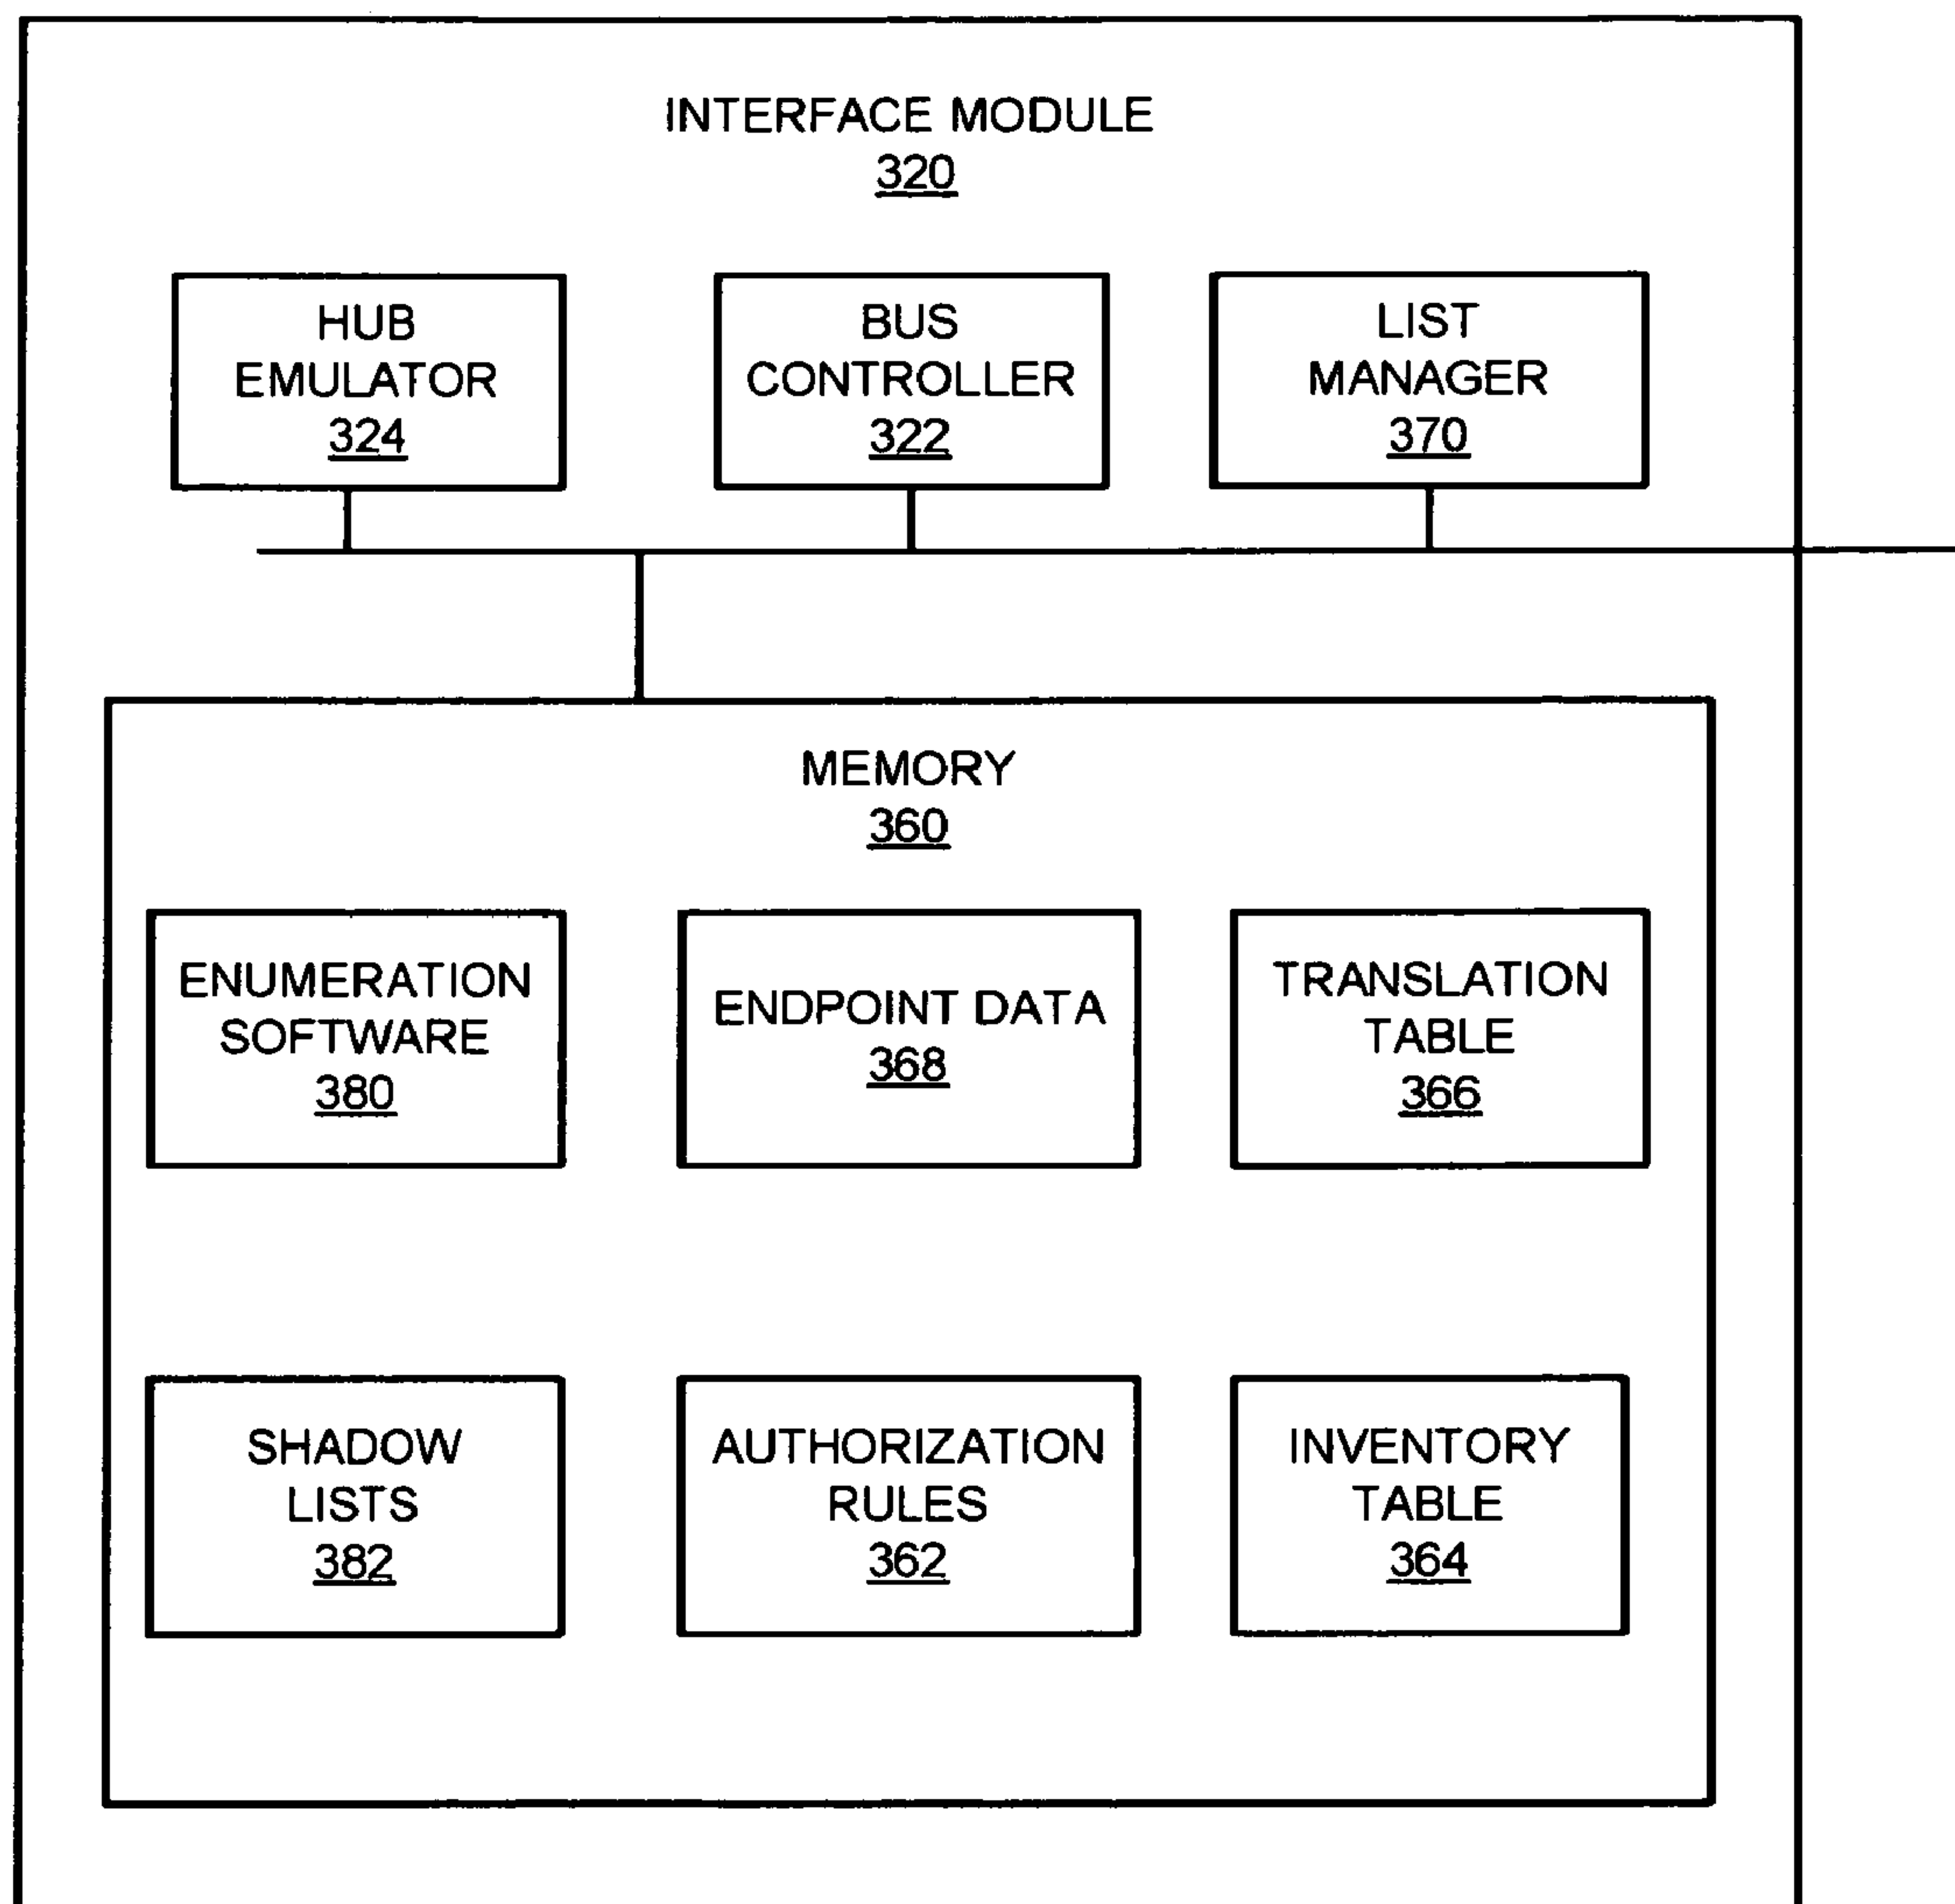 INTERFACE MODULE
320
HUB
EMULATOR
324
BUS
CONTROLLER
322
LIST
MANAGER
370
MEMORY
360
ENUMERATION
SOFTWARE
380
ENDPOINT DATA
368
TRANSLATION
TABLE
366
SHADOW
LISTS
382
AUTHORIZATION
RULES
362
INVENTORY
TABLE
364